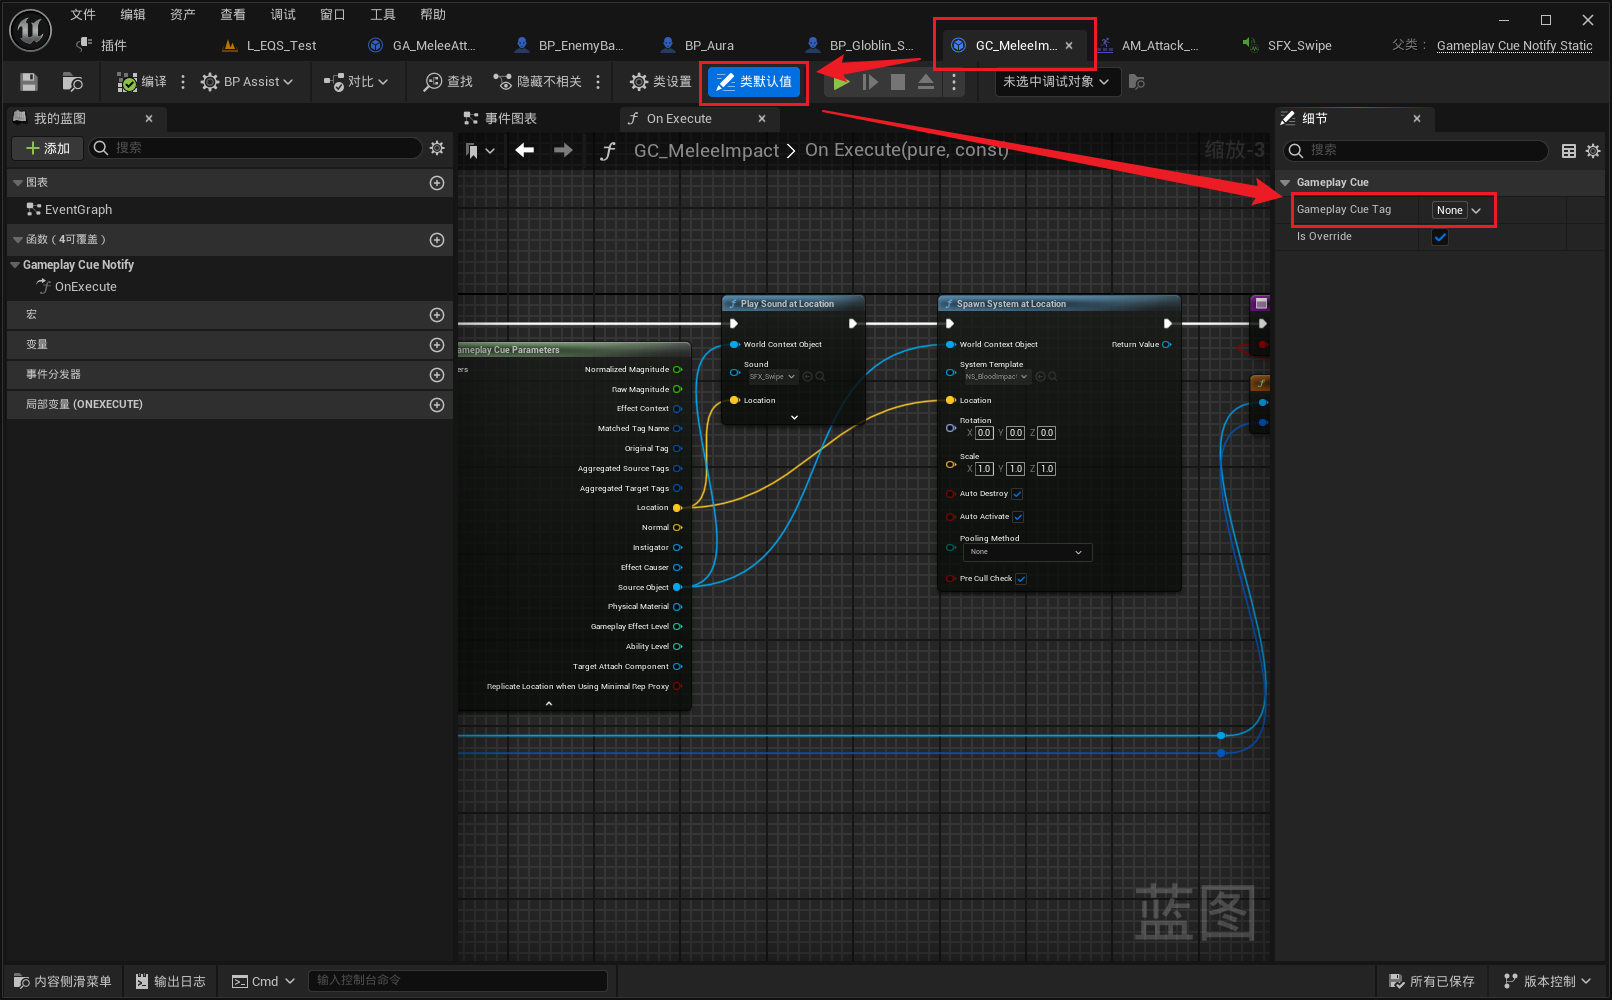 文件 编辑 资产 查看 调试 窗口 工具 帮助
插件 L_EQS_Test GA_MeleeAtt... BP_EnemyBa... BP_Aura BP_Globlin_S... GC_MeleeIm... AM_Attack_... SFX_Swipe 父类： Gameplay Cue Notify Static
编译 BP Assist 对比 查找 隐藏不相关 类设置 类默认值 未选中调试对象
我的蓝图 事件图表 On Execute 细节
添加 搜索 GC_MeleeImpact On Execute(pure, const) 缩放-3 搜索
图表
EventGraph
函数（4可覆盖）
Gameplay Cue Notify
OnExecute
宏
变量
事件分发器
局部变量 (ONEXECUTE)
ameplay Cue Parameters
ers
Normalized Magnitude
Raw Magnitude
Effect Context
Matched Tag Name
Original Tag
Aggregated Source Tags
Aggregated Target Tags
Location
Normal
Instigator
Effect Causer
Source Object
Physical Material
Gameplay Effect Level
Ability Level
Target Attach Component
Replicate Location when Using Minimal Rep Proxy
Play Sound at Location
World Context Object
Sound
SFX_Swipe
Location
Spawn System at Location
World Context Object Return Value
System Template
NS_BloodImpact
Location
Rotation
X 0.0 Y 0.0 Z 0.0
Scale
X 1.0 Y 1.0 Z 1.0
Auto Destroy
Auto Activate
Pooling Method
None
Pre Cull Check
蓝图
Gameplay Cue
Gameplay Cue Tag None
Is Override
内容侧滑菜单 输出日志 Cmd 输入控制台命令 所有已保存 版本控制